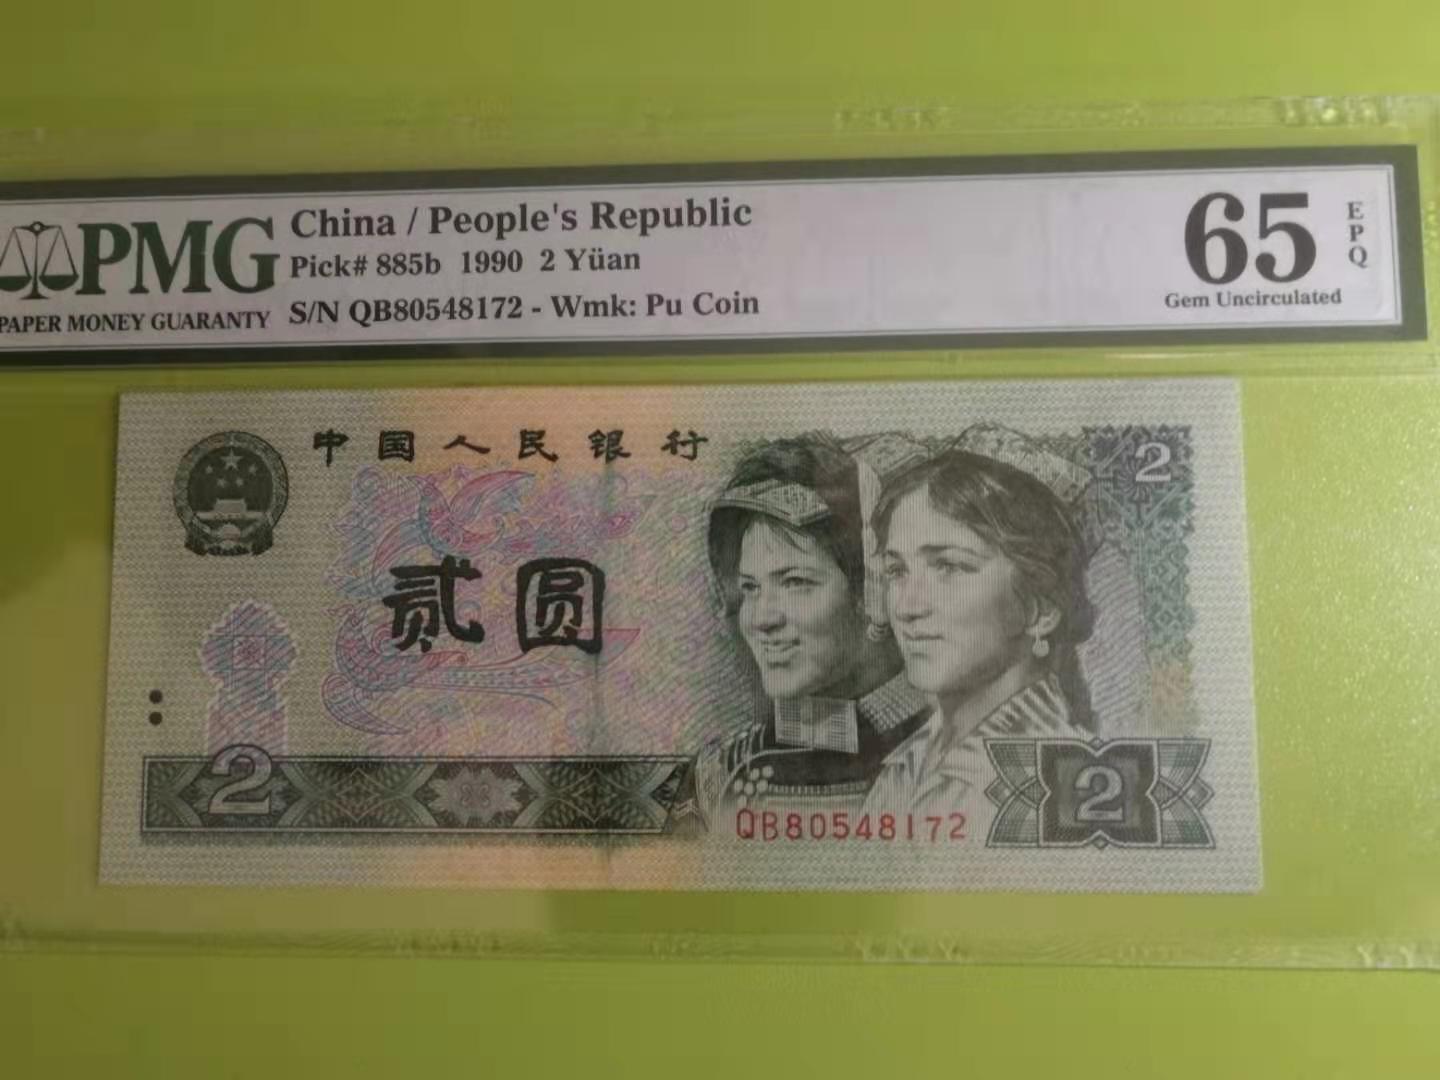 PMG
PAPER MONEY GUARANTY
China / People's Republic
Pick# 885b 1990 2 Yüan
S/N QB80548172 - Wmk: Pu Coin
65
EPQ
Gem Uncirculated
中国人民银行
2
贰圆
2
QB80548172
2